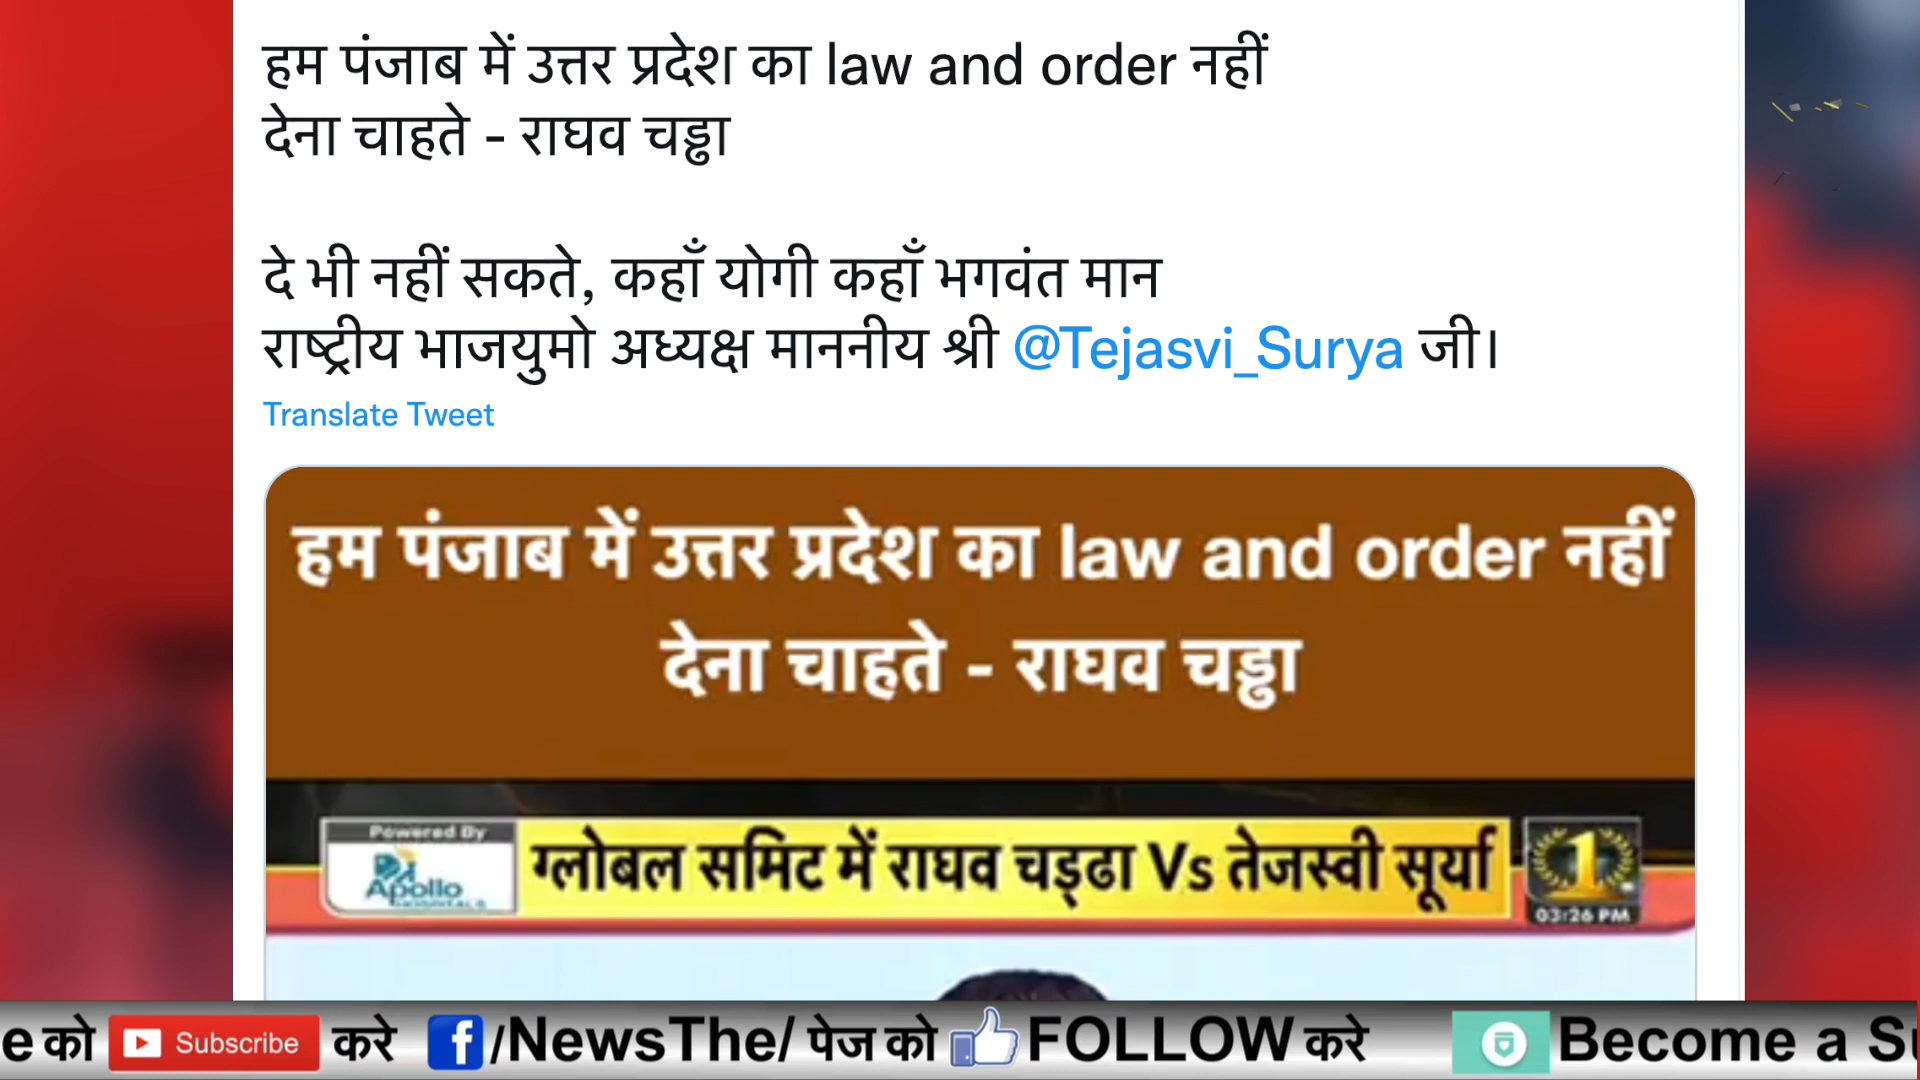 हम पंजाब में उत्तर प्रदेश का law and order नहीं
देना चाहते - राघव चड्ढा
दे भी नहीं सकते, कहाँ योगी कहाँ भगवंत मान
राष्ट्रीय भाजयुमो अध्यक्ष माननीय श्री @Tejasvi_Surya जी।
Translate Tweet
हम पंजाब में उत्तर प्रदेश का law and order नहीं
देना चाहते - राघव चड्ढा
Powered By
Apollo
HOSPITALS
ग्लोबल समिट में राघव चड्ढा Vs तेजस्वी सूर्या
1
03:26 PM
e को Subscribe करे f/NewsThe/ पेज को FOLLOW करे Become a Su